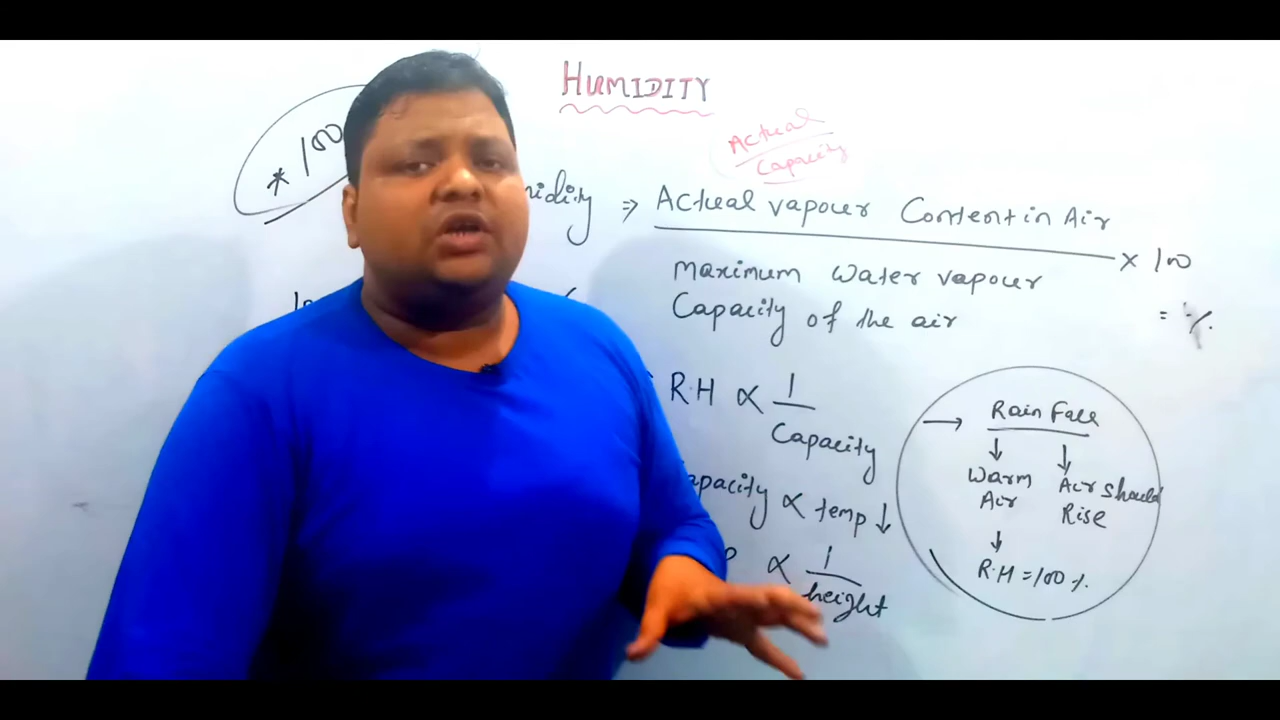 HUMIDITY
* 100
Actual
Capacity
⇒ Actual vapour Content in Air
× 100
maximum water vapour
Capacity of the air
= %
R.H ∝ 1
Capacity
∝ temp ↓
∝ 1
height
→ Rain Fall
↓ ↓
Warm Air should
Air Rise
↓
R.H = 100 %